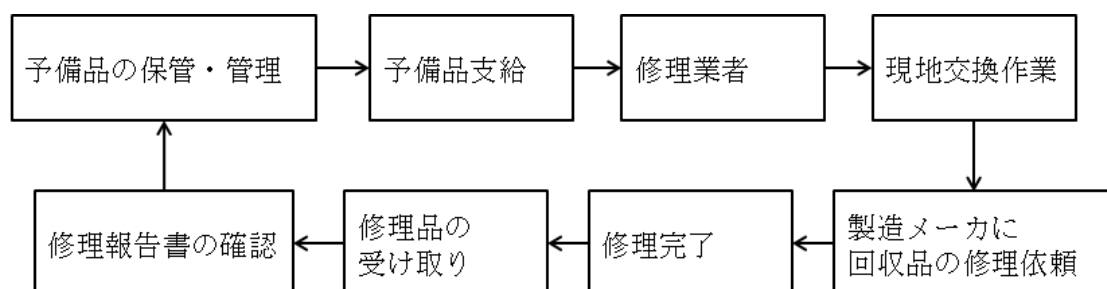 予備品の保管・管理
予備品支給
修理業者
現地交換作業
製造メーカに
回収品の修理依頼
修理完了
修理品の
受け取り
修理報告書の確認